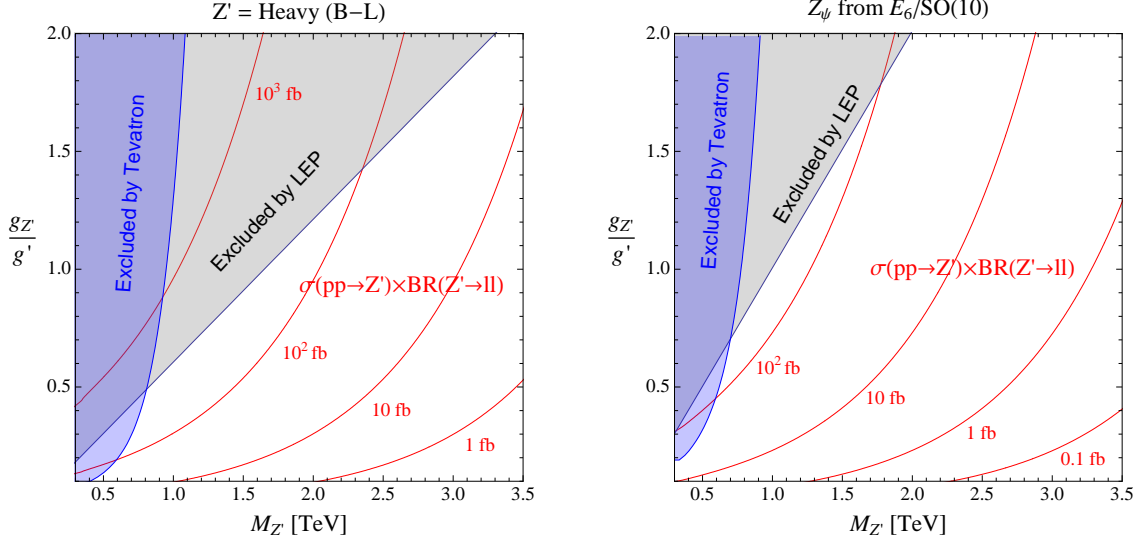 Z' = Heavy (B−L)
2.0
1.5
1.0
0.5
g_Z'
g'
Excluded by Tevatron
Excluded by LEP
10³ fb
σ(pp→Z')×BR(Z'→ll)
10² fb
10 fb
1 fb
0.5 1.0 1.5 2.0 2.5 3.0 3.5
M_Z' [TeV]
Z_ψ from E₆/SO(10)
2.0
1.5
1.0
0.5
g_Z'
g'
Excluded by Tevatron
Excluded by LEP
σ(pp→Z')×BR(Z'→ll)
10² fb
10 fb
1 fb
0.1 fb
0.5 1.0 1.5 2.0 2.5 3.0 3.5
M_Z' [TeV]